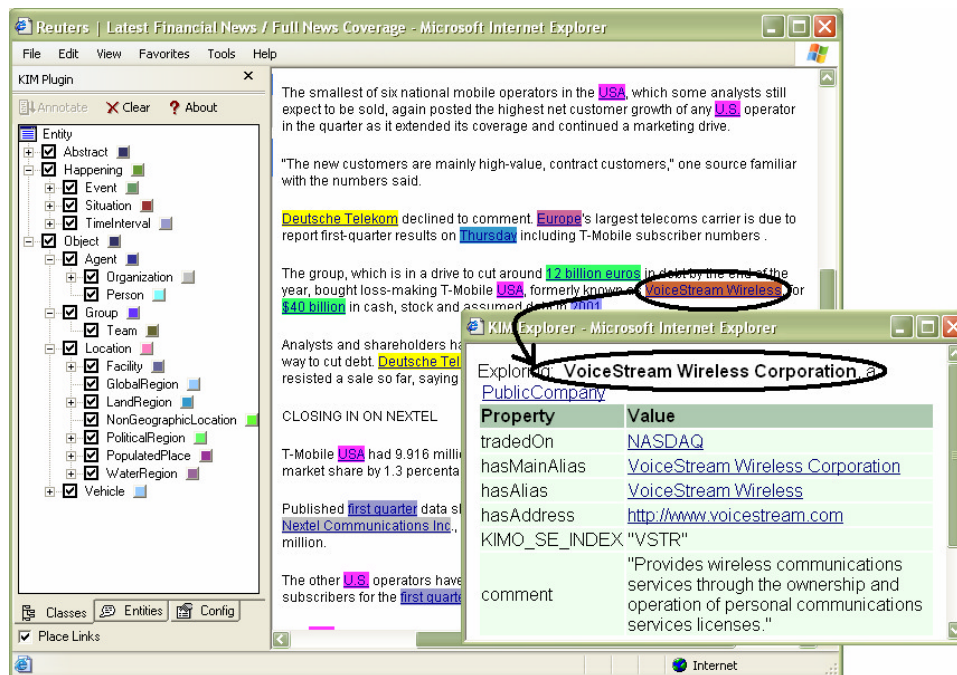 Reuters | Latest Financial News / Full News Coverage - Microsoft Internet Explorer
File Edit View Favorites Tools Help
KIM Plugin
Annotate Clear ? About
Entity
Abstract
Happening
Event
Situation
TimeInterval
Object
Agent
Organization
Person
Group
Team
Location
Facility
GlobalRegion
LandRegion
NonGeographicLocation
PoliticalRegion
PopulatedPlace
WaterRegion
Vehicle
Classes Entities Config
Place Links
The smallest of six national mobile operators in the USA, which some analysts still
expect to be sold, again posted the highest net customer growth of any U.S. operator
in the quarter as it extended its coverage and continued a marketing drive.
"The new customers are mainly high-value, contract customers," one source familiar
with the numbers said.
Deutsche Telekom declined to comment. Europe's largest telecoms carrier is due to
report first-quarter results on Thursday including T-Mobile subscriber numbers .
The group, which is in a drive to cut around 12 billion euros in debt by the end of the
year, bought loss-making T-Mobile USA, formerly known as VoiceStream Wireless, for
$40 billion in cash, stock and assumed debt in 2001
Analysts and shareholders
way to cut debt. Deutsche
resisted a sale so far, saying
CLOSING IN ON NEXTEL
T-Mobile USA had 9.916
market share by 1.3
Published first quarter data
Nextel Communications Inc.,
million.
The other U.S. operators have
subscribers for the first
KIM Explorer - Microsoft Internet Explorer
Exploring: VoiceStream Wireless Corporation, a
PublicCompany
Property Value
tradedOn NASDAQ
hasMainAlias VoiceStream Wireless Corporation
hasAlias VoiceStream Wireless
hasAddress http://www.voicestream.com
KIMO_SE_INDEX "VSTR"
comment "Provides wireless communications
services through the ownership and
operation of personal communications
services licenses."
Internet